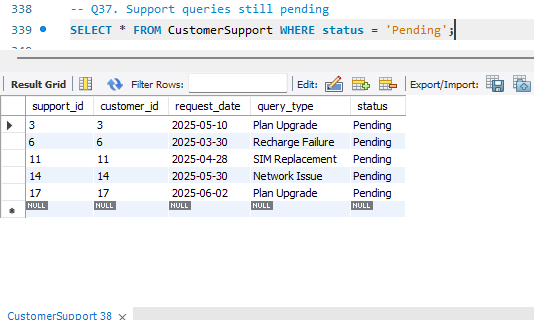 338 -- Q37. Support queries still pending
339 SELECT * FROM CustomerSupport WHERE status = 'Pending';
Result Grid Filter Rows: Edit: Export/Import:
support_id customer_id request_date query_type status
3 3 2025-05-10 Plan Upgrade Pending
6 6 2025-03-30 Recharge Failure Pending
11 11 2025-04-28 SIM Replacement Pending
14 14 2025-05-30 Network Issue Pending
17 17 2025-06-02 Plan Upgrade Pending
NULL NULL NULL NULL NULL
CustomerSupport 38